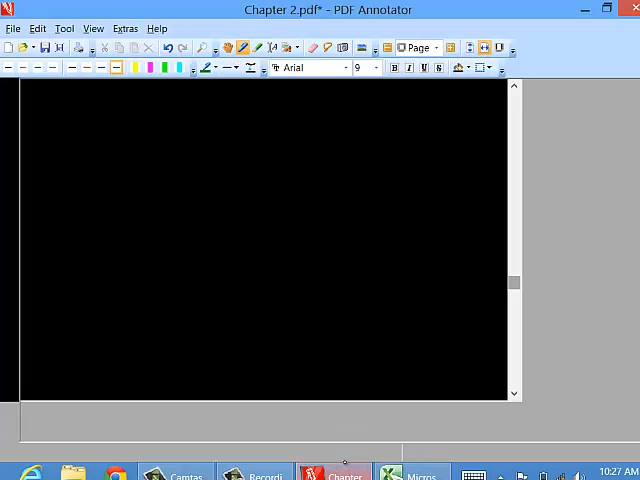 Chapter 2.pdf* - PDF Annotator
File Edit Tool View Extras Help
Page
Arial 9 B I U S
Camtas Recordi Chapter Micros 10:27 AM